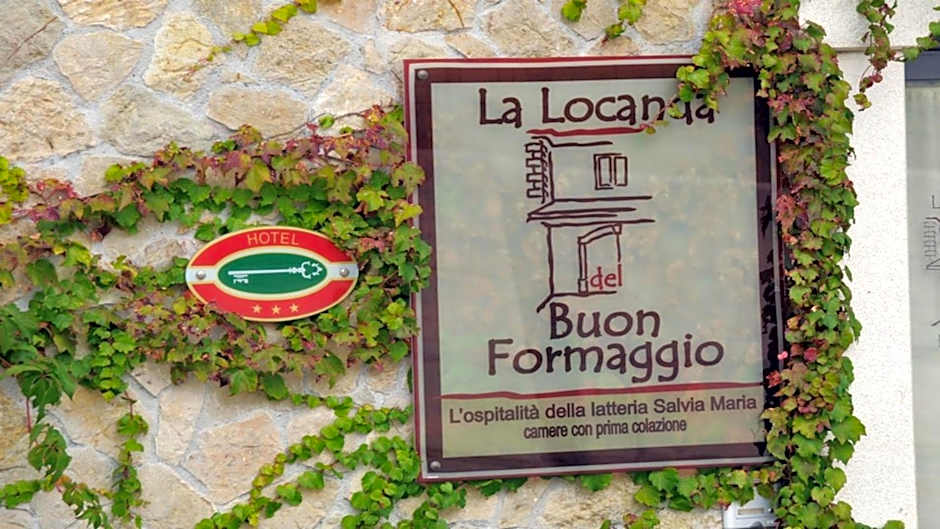 HOTEL
La Locanda
del
Buon
Formaggio
L'ospitalità della latteria Salvia Maria
camere con prima colazione